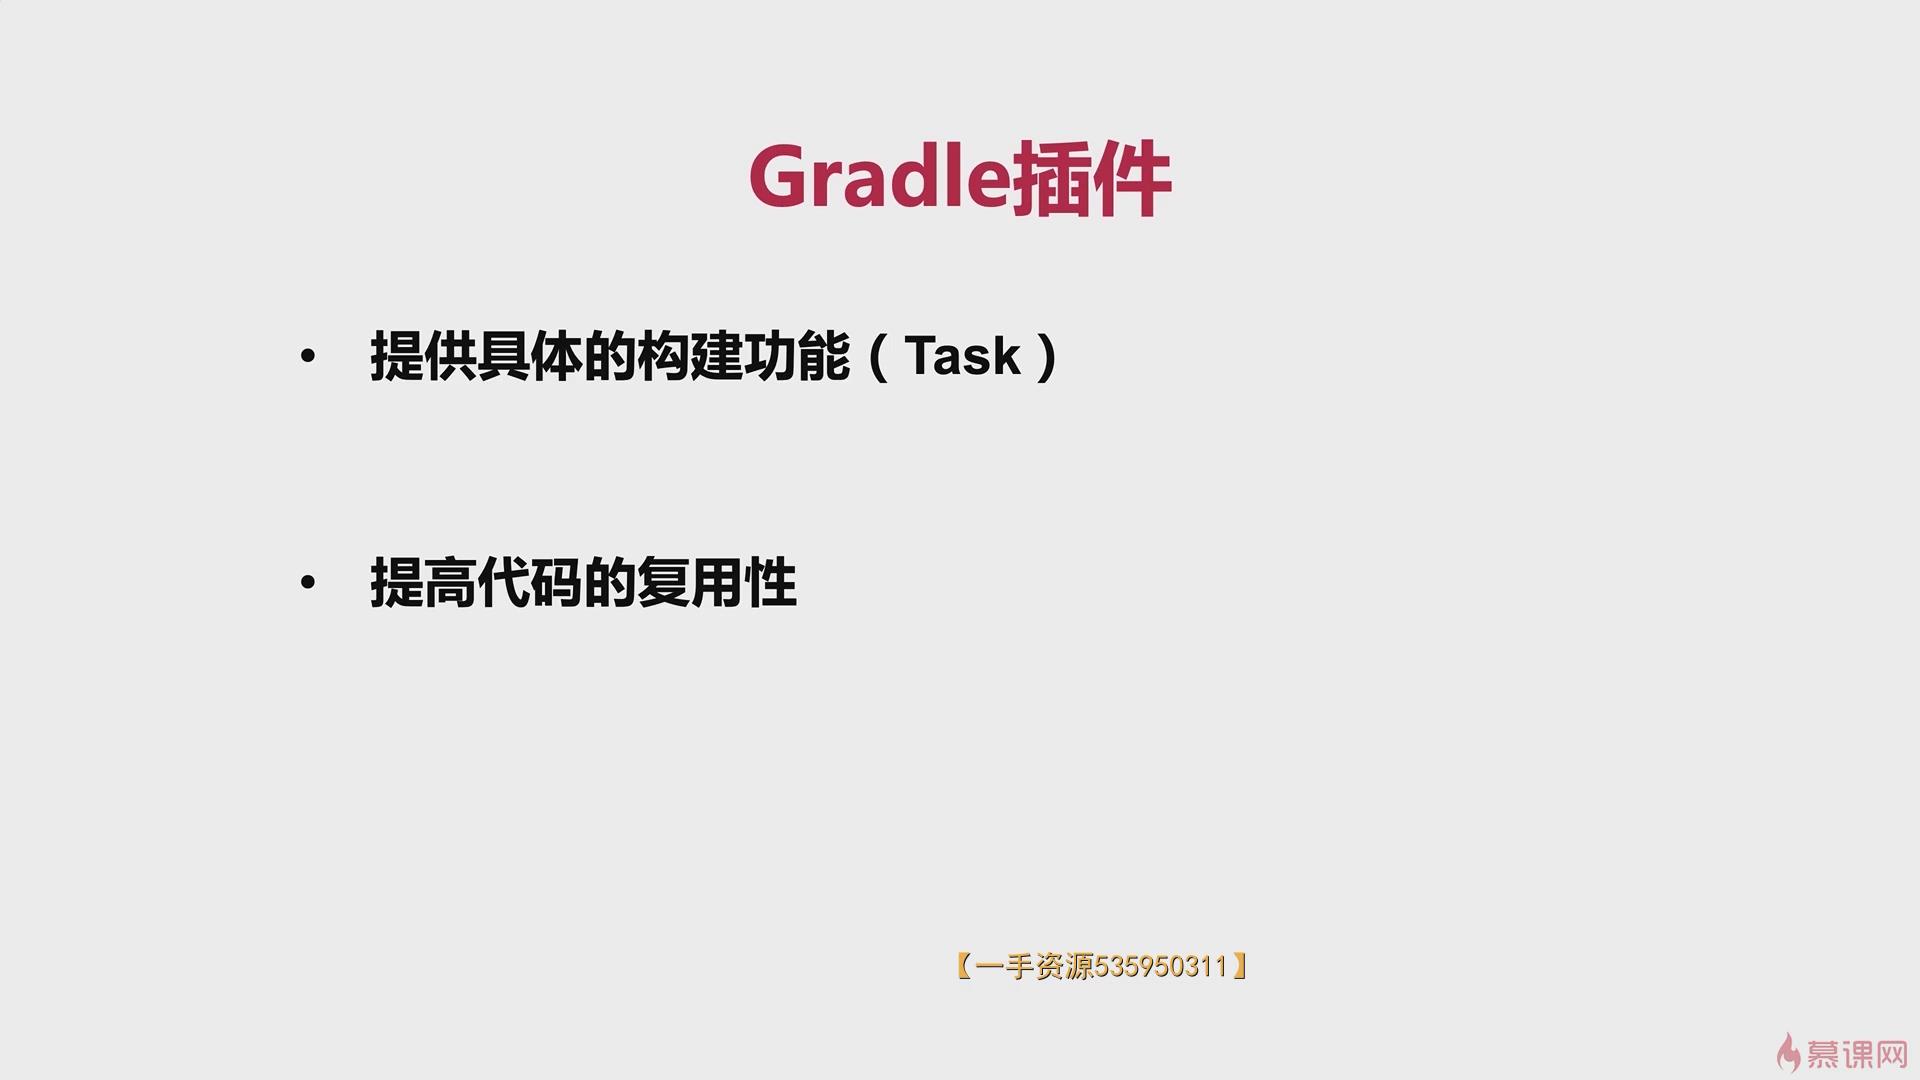 Gradle插件
• 提供具体的构建功能（Task）
• 提高代码的复用性
【一手资源535950311】
慕课网